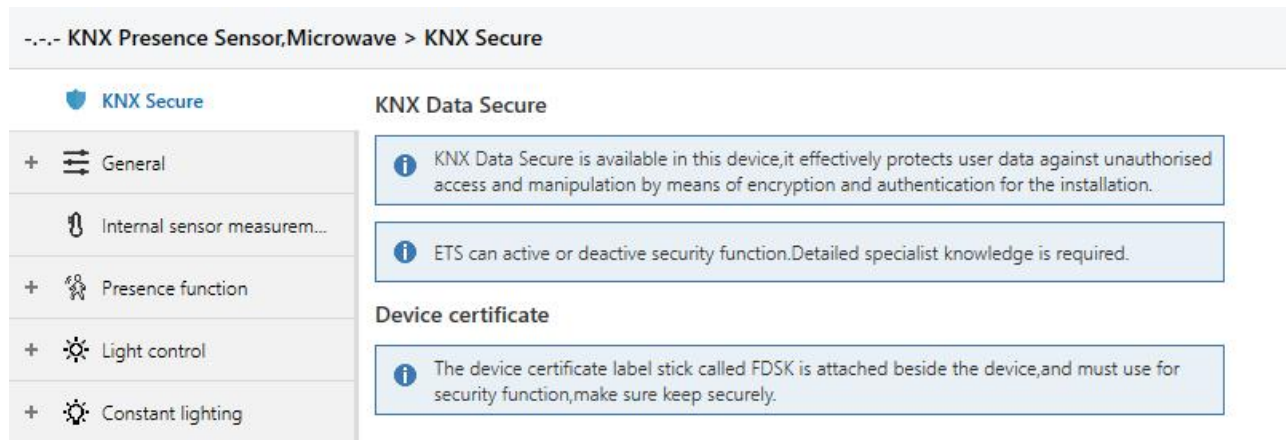 -.-.- KNX Presence Sensor,Microwave > KNX Secure
KNX Secure
+ General
Internal sensor measurem...
+ Presence function
+ Light control
+ Constant lighting
KNX Data Secure
KNX Data Secure is available in this device,it effectively protects user data against unauthorised
access and manipulation by means of encryption and authentication for the installation.
ETS can active or deactive security function.Detailed specialist knowledge is required.
Device certificate
The device certificate label stick called FDSK is attached beside the device,and must use for
security function,make sure keep securely.